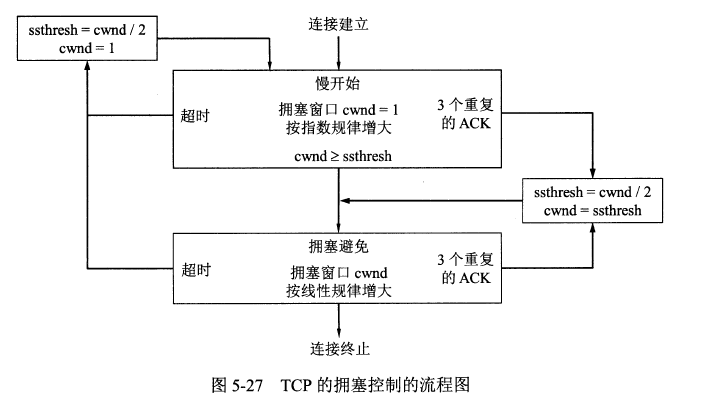 连接建立
ssthresh = cwnd / 2
cwnd = 1
慢开始
超时
拥塞窗口 cwnd = 1
按指数规律增大
3 个重复
的 ACK
cwnd ≥ ssthresh
ssthresh = cwnd / 2
cwnd = ssthresh
拥塞避免
超时
拥塞窗口 cwnd
按线性规律增大
3 个重复
的 ACK
连接终止
图 5-27 TCP 的拥塞控制的流程图